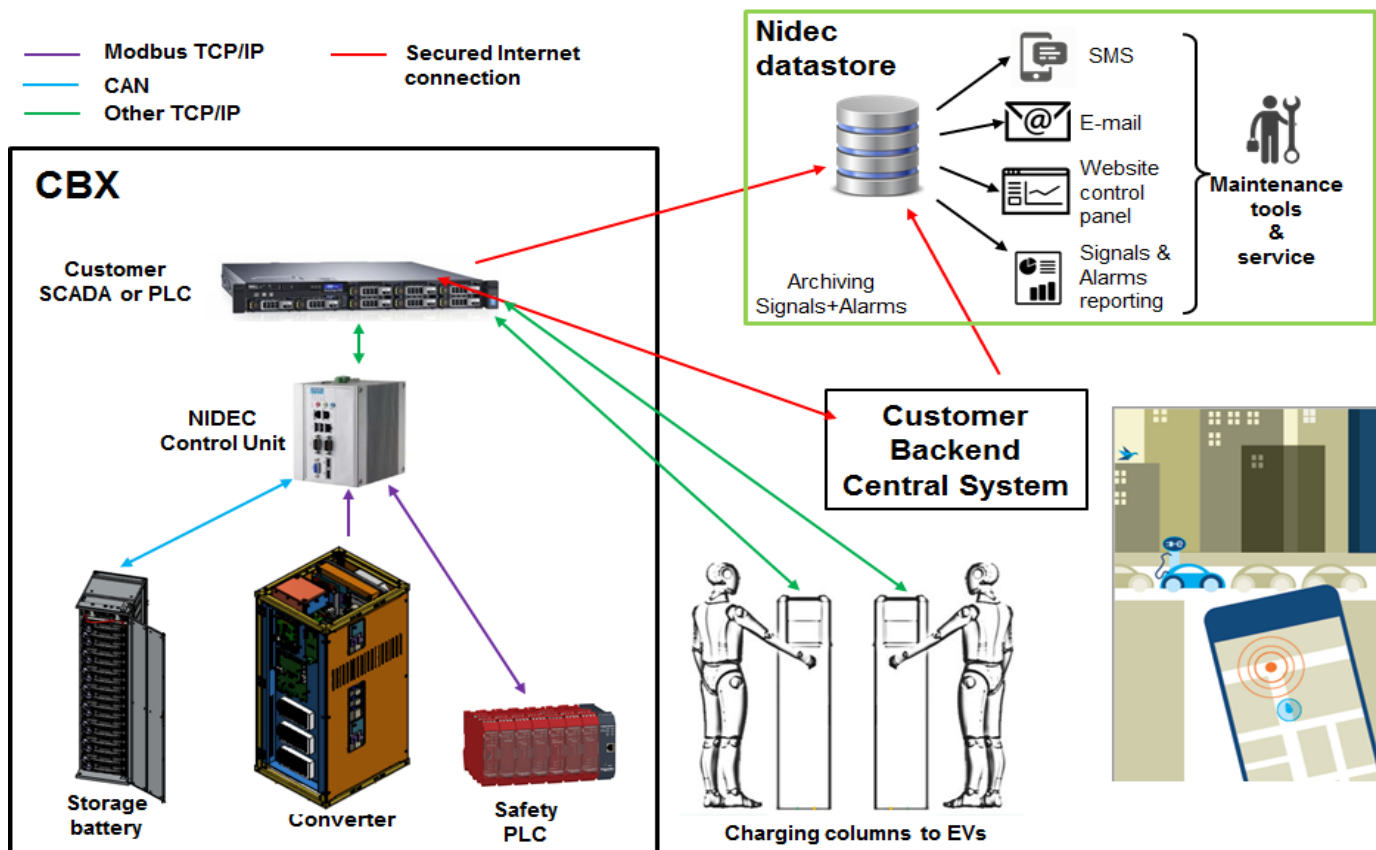 Modbus TCP/IP
CAN
Other TCP/IP
Secured Internet
connection
CBX
Customer
SCADA or PLC
NIDEC
Control Unit
Storage
battery
Converter
Safety
PLC
Nidec
datastore
Archiving
Signals+Alarms
SMS
@
E-mail
Website
control
panel
Signals &
Alarms
reporting
Maintenance
tools
&
service
Customer
Backend
Central System
Charging columns to EVs